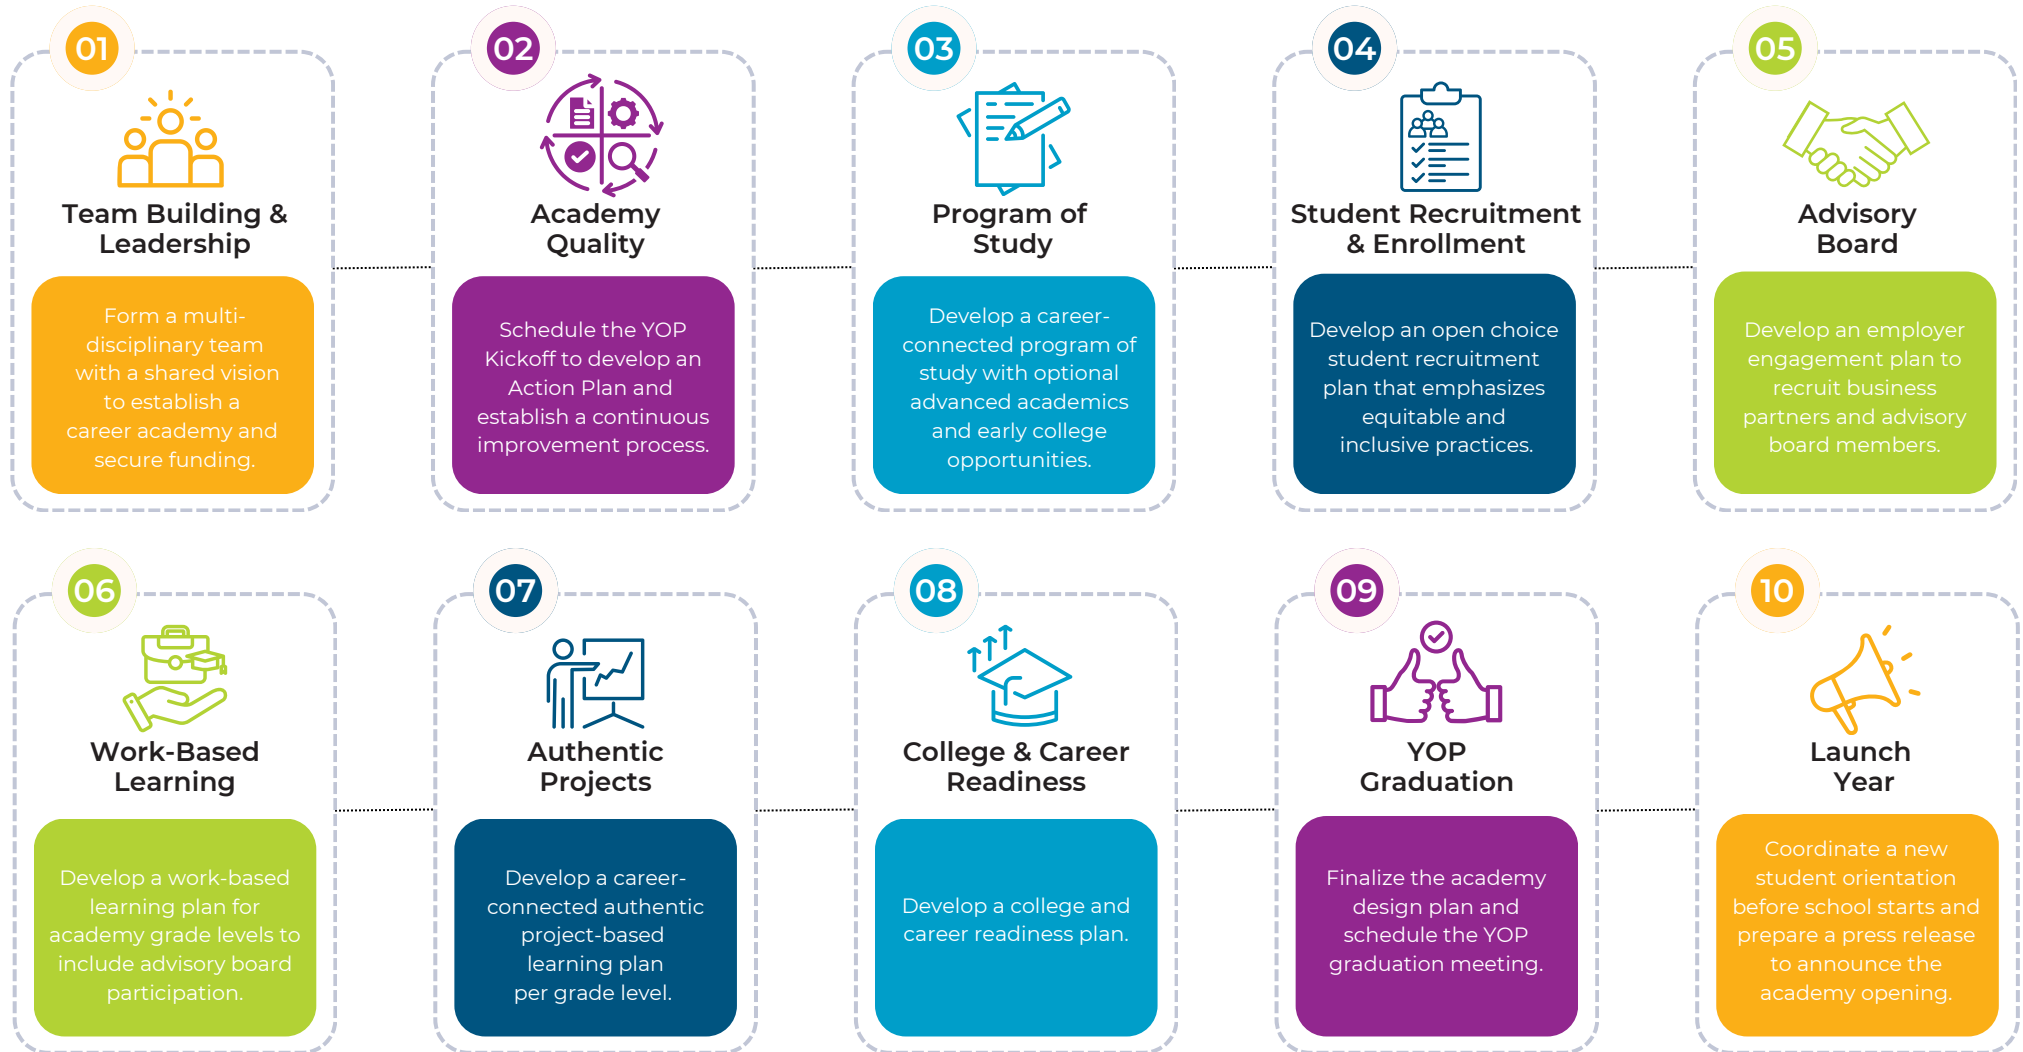 01
Team Building &
Leadership
Form a multi-
disciplinary team
with a shared vision
to establish a
career academy and
secure funding.
02
Academy
Quality
Schedule the YOP
Kickoff to develop an
Action Plan and
establish a continuous
improvement process.
03
Program of
Study
Develop a career-
connected program of
study with optional
advanced academics
and early college
opportunities.
04
Student Recruitment
& Enrollment
Develop an open choice
student recruitment
plan that emphasizes
equitable and
inclusive practices.
05
Advisory
Board
Develop an employer
engagement plan to
recruit business
partners and advisory
board members.
06
Work-Based
Learning
Develop a work-based
learning plan for
academy grade levels to
include advisory board
participation.
07
Authentic
Projects
Develop a career-
connected authentic
project-based
learning plan
per grade level.
08
College & Career
Readiness
Develop a college and
career readiness plan.
09
YOP
Graduation
Finalize the academy
design plan and
schedule the YOP
graduation meeting.
10
Launch
Year
Coordinate a new
student orientation
before school starts and
prepare a press release
to announce the
academy opening.